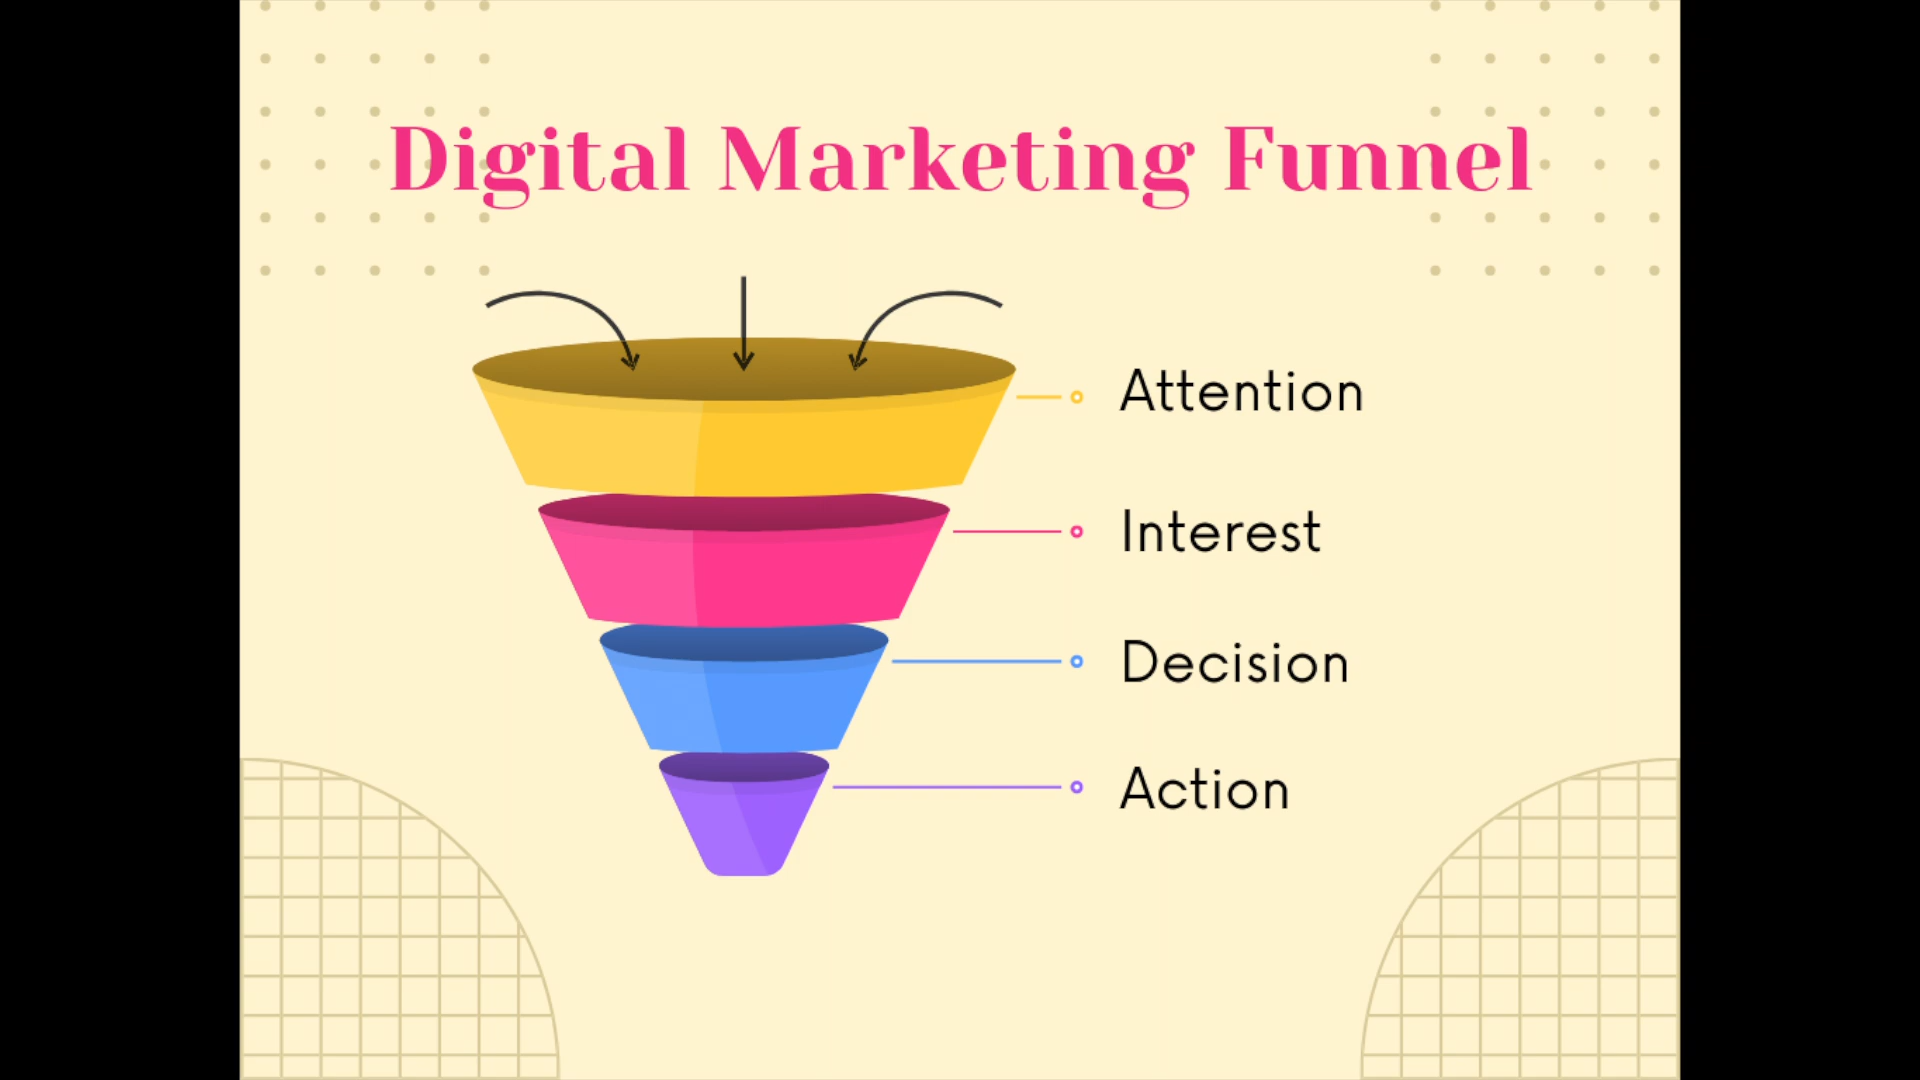 Digital Marketing Funnel
Attention
Interest
Decision
Action